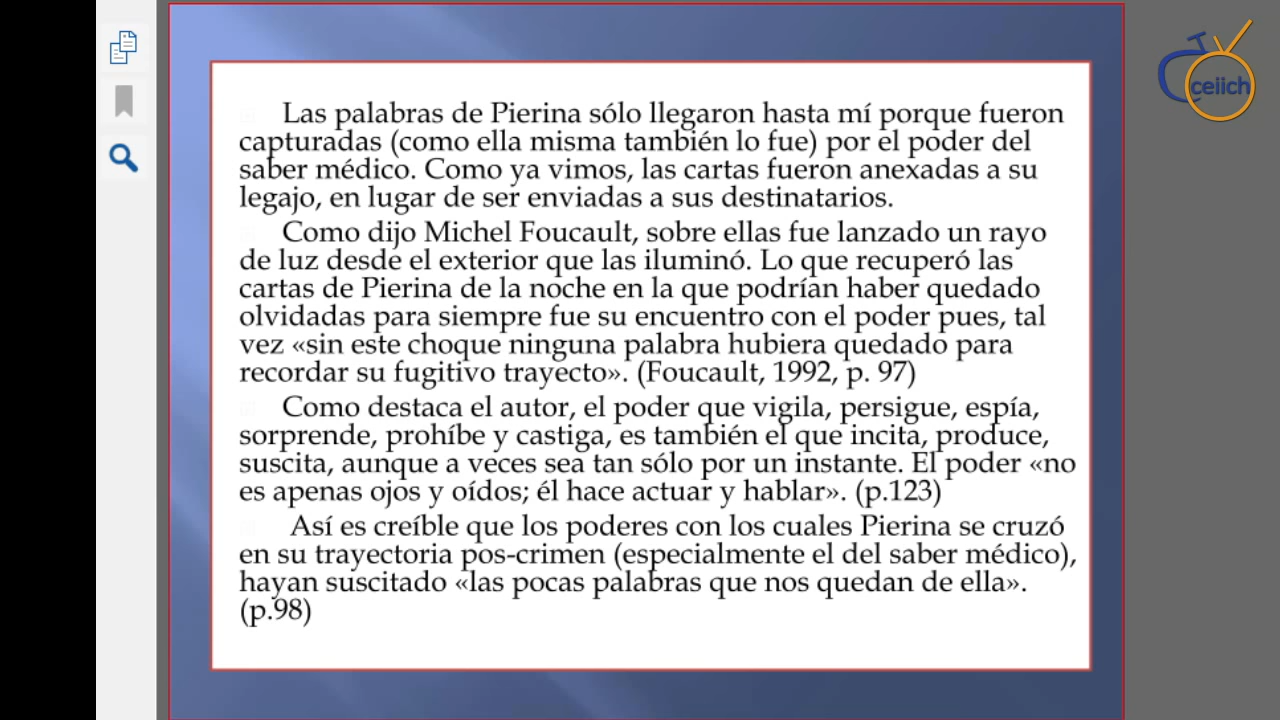 Las palabras de Pierina sólo llegaron hasta mí porque fueron
capturadas (como ella misma también lo fue) por el poder del
saber médico. Como ya vimos, las cartas fueron anexadas a su
legajo, en lugar de ser enviadas a sus destinatarios.
Como dijo Michel Foucault, sobre ellas fue lanzado un rayo
de luz desde el exterior que las iluminó. Lo que recuperó las
cartas de Pierina de la noche en la que podrían haber quedado
olvidadas para siempre fue su encuentro con el poder pues, tal
vez «sin este choque ninguna palabra hubiera quedado para
recordar su fugitivo trayecto». (Foucault, 1992, p. 97)
Como destaca el autor, el poder que vigila, persigue, espía,
sorprende, prohíbe y castiga, es también el que incita, produce,
suscita, aunque a veces sea tan sólo por un instante. El poder «no
es apenas ojos y oídos; él hace actuar y hablar». (p.123)
Así es creíble que los poderes con los cuales Pierina se cruzó
en su trayectoria pos-crimen (especialmente el del saber médico),
hayan suscitado «las pocas palabras que nos quedan de ella».
(p.98)
TV
ceiich